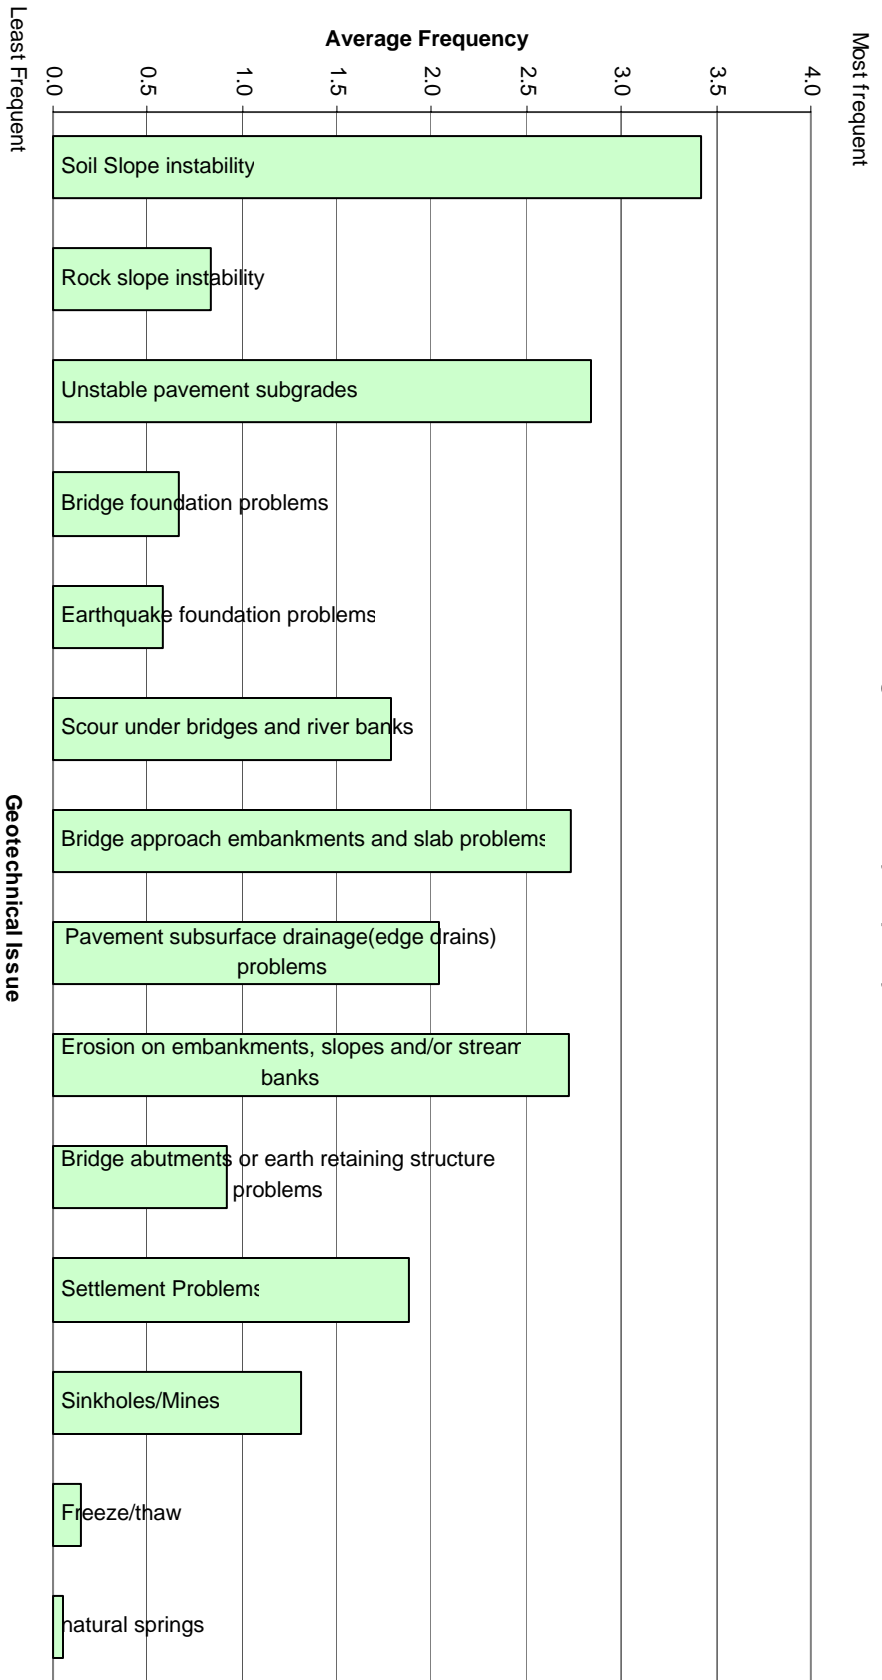 Most frequent
Average Frequency
Least Frequent
0.0
0.5
1.0
1.5
2.0
2.5
3.0
3.5
4.0
Soil Slope instability
Rock slope instability
Unstable pavement subgrades
Bridge foundation problems
Earthquake foundation problems
Scour under bridges and river banks
Bridge approach embankments and slab problems
Pavement subsurface drainage(edge drains)
problems
Erosion on embankments, slopes and/or stream
banks
Bridge abutments or earth retaining structure
problems
Settlement Problems
Sinkholes/Mines
Freeze/thaw
natural springs
Geotechnical Issue